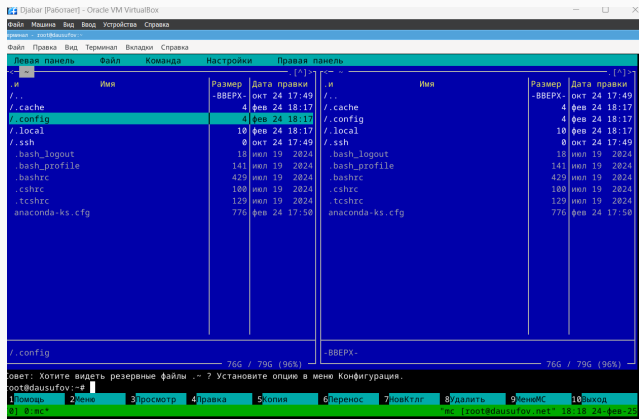 Djabar [Работает] - Oracle VM VirtualBox
Файл Машина Вид Ввод Устройства Справка
Терминал - root@dausufov:~
Файл Правка Вид Терминал Вкладки Справка
Левая панель Файл Команда Настройки Правая панель
<- ~ .[^]> <- ~ .[^]>
.и Имя Размер Дата правки .и Имя Размер Дата правки
/.. -ВВЕРХ- окт 24 17:49 /.. -ВВЕРХ- окт 24 17:49
/.cache 4 фев 24 18:17 /.cache 4 фев 24 18:17
/.config 4 фев 24 18:17 /.config 4 фев 24 18:17
/.local 10 фев 24 18:17 /.local 10 фев 24 18:17
/.ssh 0 окт 24 17:49 /.ssh 0 окт 24 17:49
.bash_logout 18 июл 19 2024 .bash_logout 18 июл 19 2024
.bash_profile 141 июл 19 2024 .bash_profile 141 июл 19 2024
.bashrc 429 июл 19 2024 .bashrc 429 июл 19 2024
.cshrc 100 июл 19 2024 .cshrc 100 июл 19 2024
.tcshrc 129 июл 19 2024 .tcshrc 129 июл 19 2024
anaconda-ks.cfg 776 фев 24 17:50 anaconda-ks.cfg 776 фев 24 17:50
/.config -ВВЕРХ-
76G / 79G (96%) 76G / 79G (96%)
Совет: Хотите видеть резервные файлы .~ ? Установите опцию в меню Конфигурация.
root@dausufov:~#
1Помощь 2Меню 3Просмотр 4Правка 5Копия 6Перенос 7НовКтлг 8Удалить 9МенюМС 10Выход
0] 0:mc* "mc [root@dausufov.net" 18:18 24-фев-25